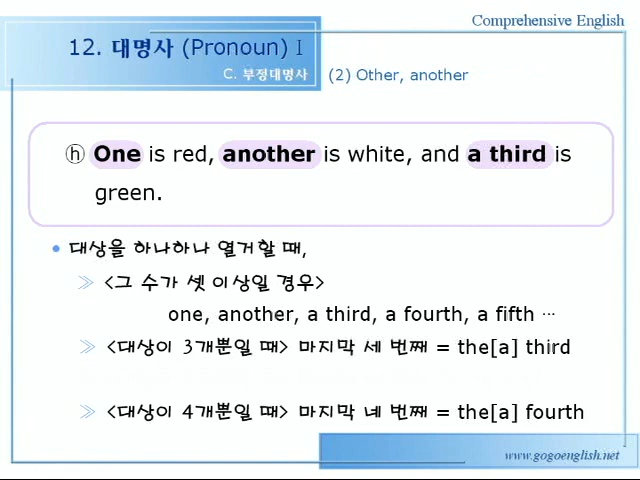 Comprehensive English
12. 대명사 (Pronoun) I
C. 부정대명사
(2) Other, another
ⓗ One is red, another is white, and a third is
green.
• 대상을 하나하나 열거할 때,
≫ <그 수가 셋 이상일 경우>
one, another, a third, a fourth, a fifth ···
≫ <대상이 3개뿐일 때> 마지막 세 번째 = the[a] third
≫ <대상이 4개뿐일 때> 마지막 네 번째 = the[a] fourth
www.gogoenglish.net